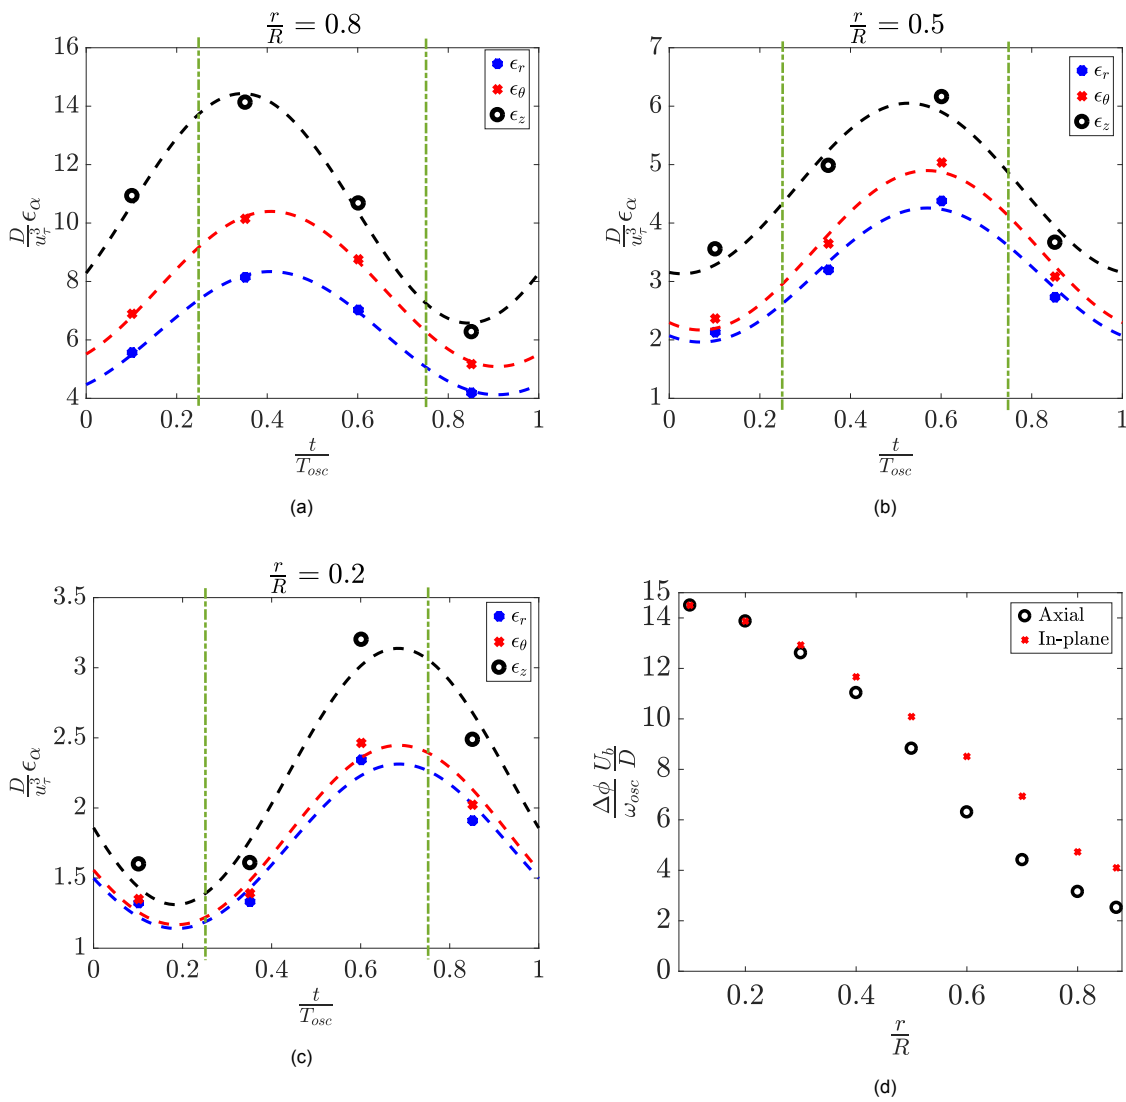 r/R = 0.8
16
14
12
10
8
6
4
D/u_τ^3 ϵ_α
ϵ_r
ϵ_θ
ϵ_z
0 0.2 0.4 0.6 0.8 1
t/T_osc
(a)
r/R = 0.5
7
6
5
4
3
2
1
D/u_τ^3 ϵ_α
ϵ_r
ϵ_θ
ϵ_z
0 0.2 0.4 0.6 0.8 1
t/T_osc
(b)
r/R = 0.2
3.5
3
2.5
2
1.5
1
D/u_τ^3 ϵ_α
ϵ_r
ϵ_θ
ϵ_z
0 0.2 0.4 0.6 0.8 1
t/T_osc
(c)
15
14
12
10
8
6
4
2
0
Δϕ/ω_osc U_b/D
Axial
In-plane
0.2 0.4 0.6 0.8
r/R
(d)